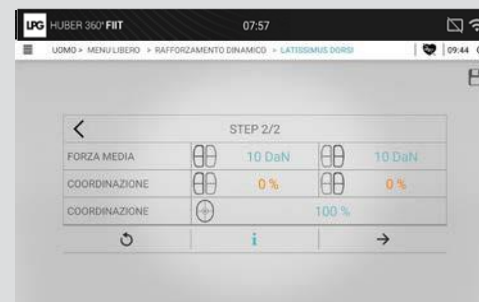 LPG HUBER 360° FIIT 07:57
UOMO > MENU LIBERO > RAFFORZAMENTO DINAMICO > LATISSIMUS DORSI 09:44
STEP 2/2
FORZA MEDIA 10 DaN 10 DaN
COORDINAZIONE 0 % 0 %
COORDINAZIONE 100 %
i